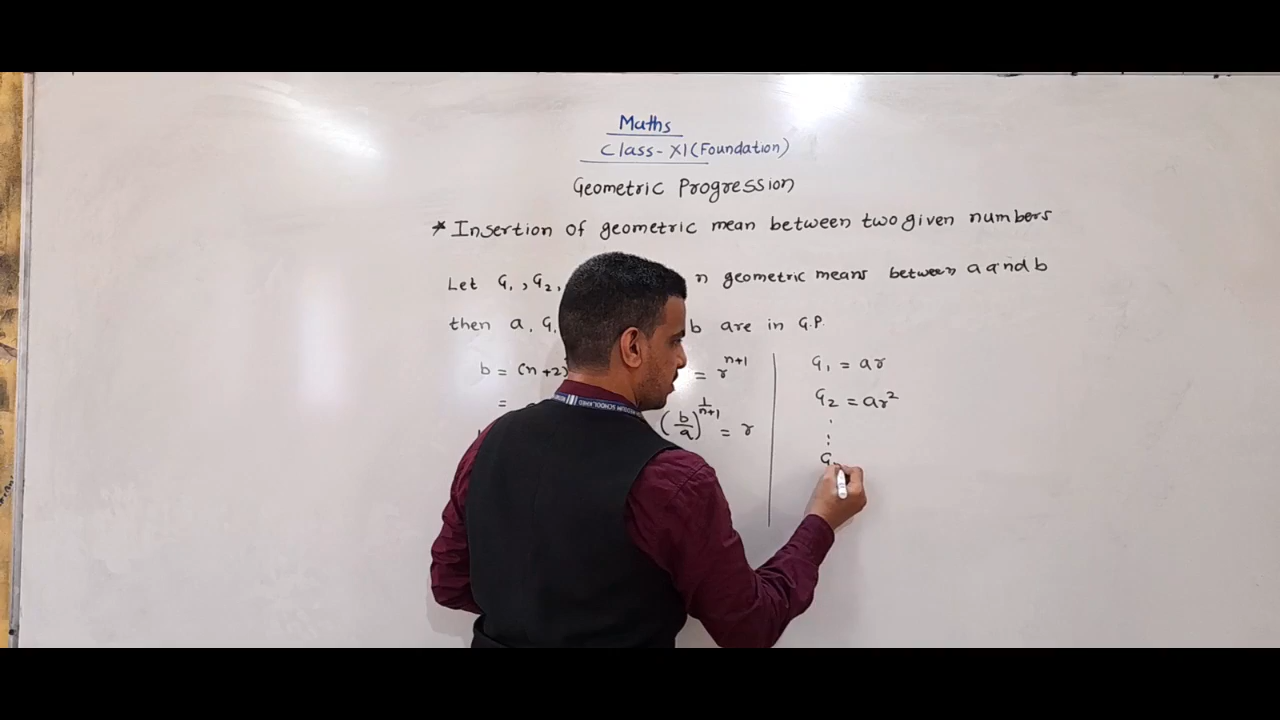 Maths
Class- XI (Foundation)
Geometric Progression
* Insertion of geometric mean between two given numbers
Let G₁, G₂, n geometric means between a and b
then a, G, b are in G.P.
b = (n+2) = r^(n+1)
= (b/a)^(1/(n+1)) = r
G₁ = ar
G₂ = ar²
:
:
G